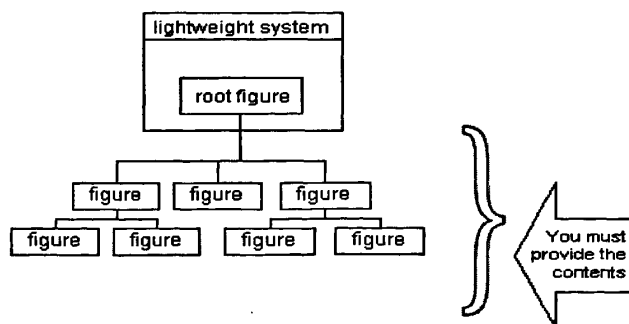 lightweight system
root figure
figure
figure
figure
figure
figure
figure
figure
You must
provide the
contents